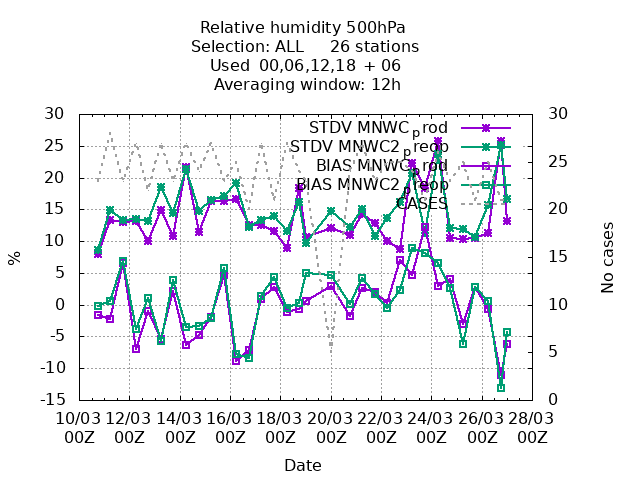 Relative humidity 500hPa
Selection: ALL 26 stations
Used 00,06,12,18 + 06
Averaging window: 12h
STDV MNWC_prod
STDV MNWC2_preop
BIAS MNWC_prod
BIAS MNWC2_preop
CASES
30
25
20
15
10
5
0
-5
-10
-15
%
30
25
20
15
10
5
0
No cases
10/03 12/03 14/03 16/03 18/03 20/03 22/03 24/03 26/03 28/03
00Z 00Z 00Z 00Z 00Z 00Z 00Z 00Z 00Z 00Z
Date